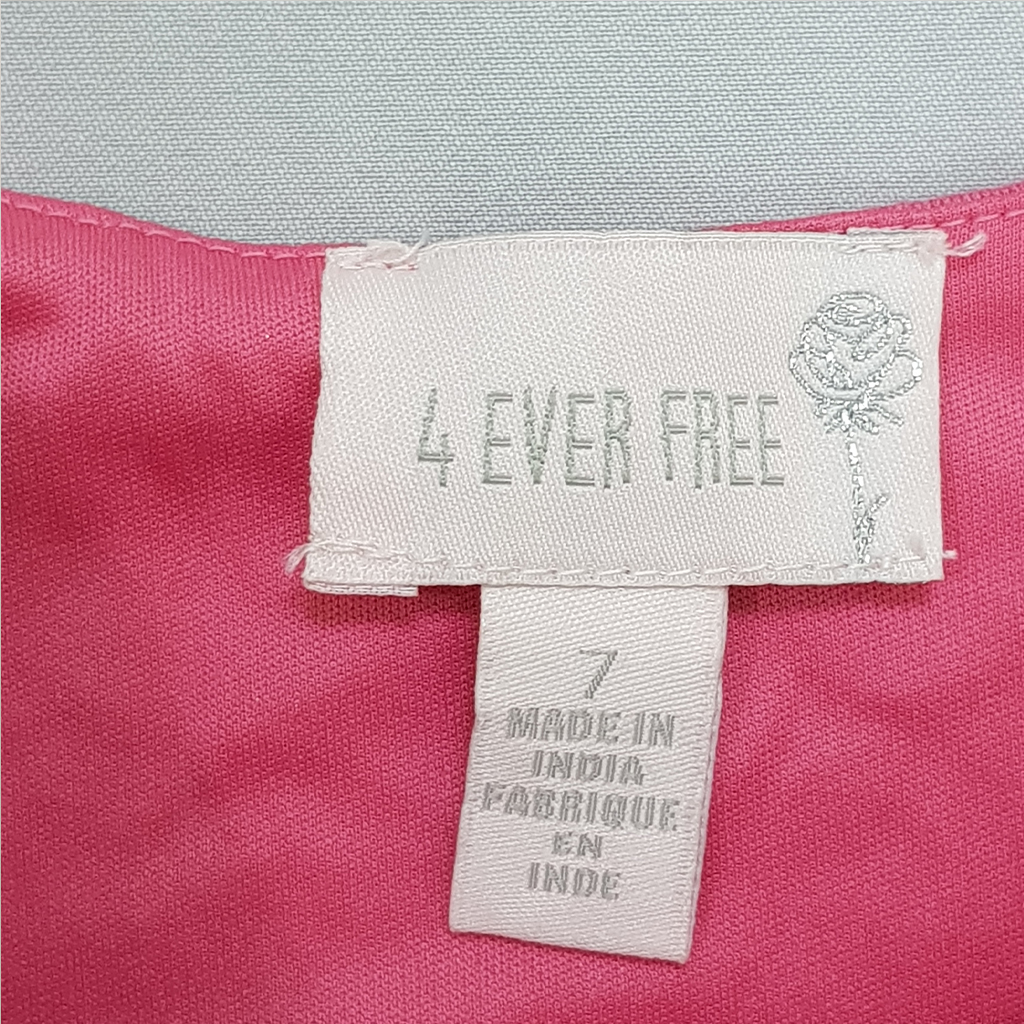 4 EVER FREE
7
MADE IN
INDIA
FABRIQUE
EN
INDE